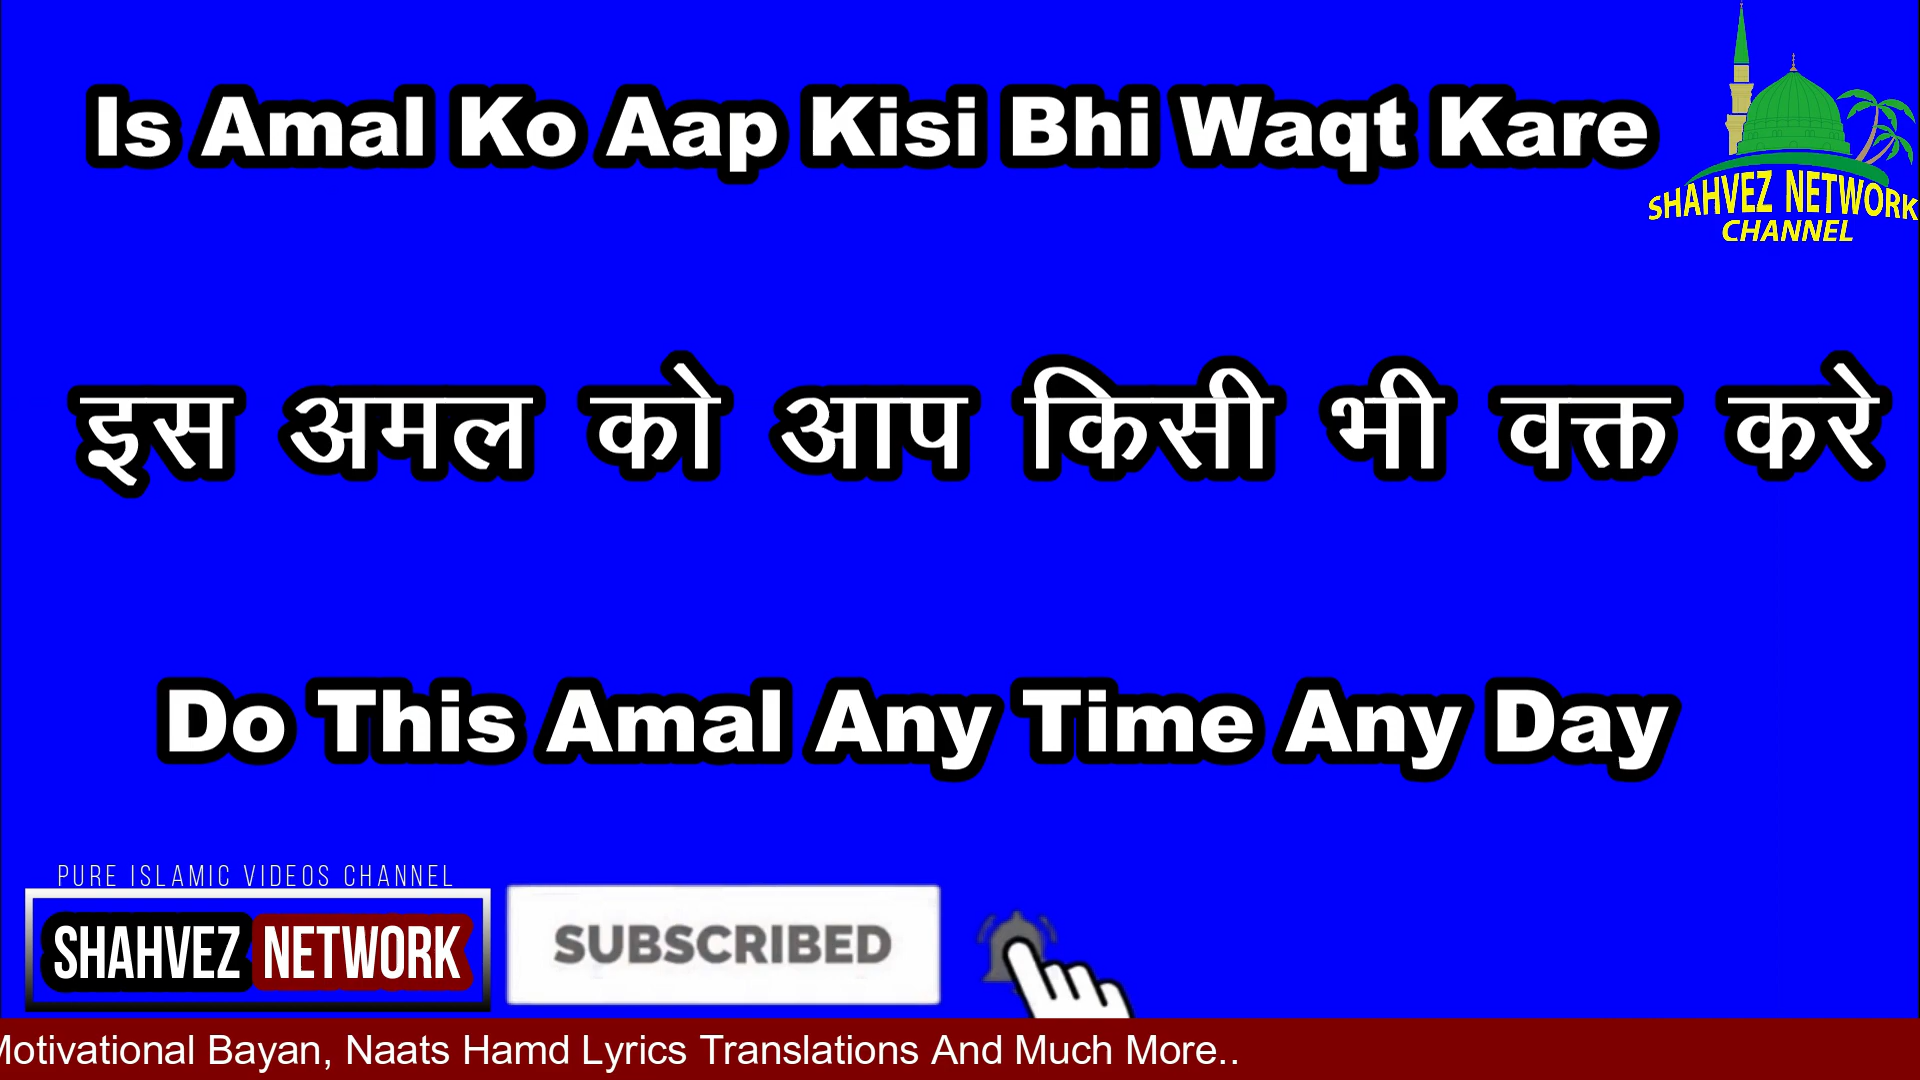 Is Amal Ko Aap Kisi Bhi Waqt Kare
SHAHVEZ NETWORK
CHANNEL
इस अमल को आप किसी भी वक्त करे
Do This Amal Any Time Any Day
PURE ISLAMIC VIDEOS CHANNEL
SHAHVEZ NETWORK
SUBSCRIBED
Motivational Bayan, Naats Hamd Lyrics Translations And Much More..